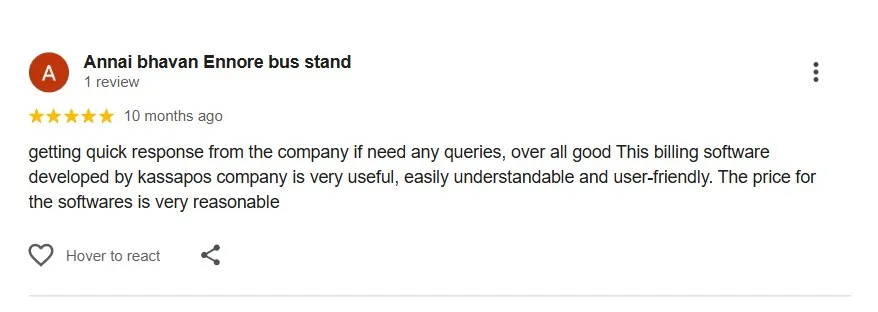 A
Annai bhavan Ennore bus stand
1 review
10 months ago
getting quick response from the company if need any queries, over all good This billing software
developed by kassapos company is very useful, easily understandable and user-friendly. The price for
the softwares is very reasonable
Hover to react